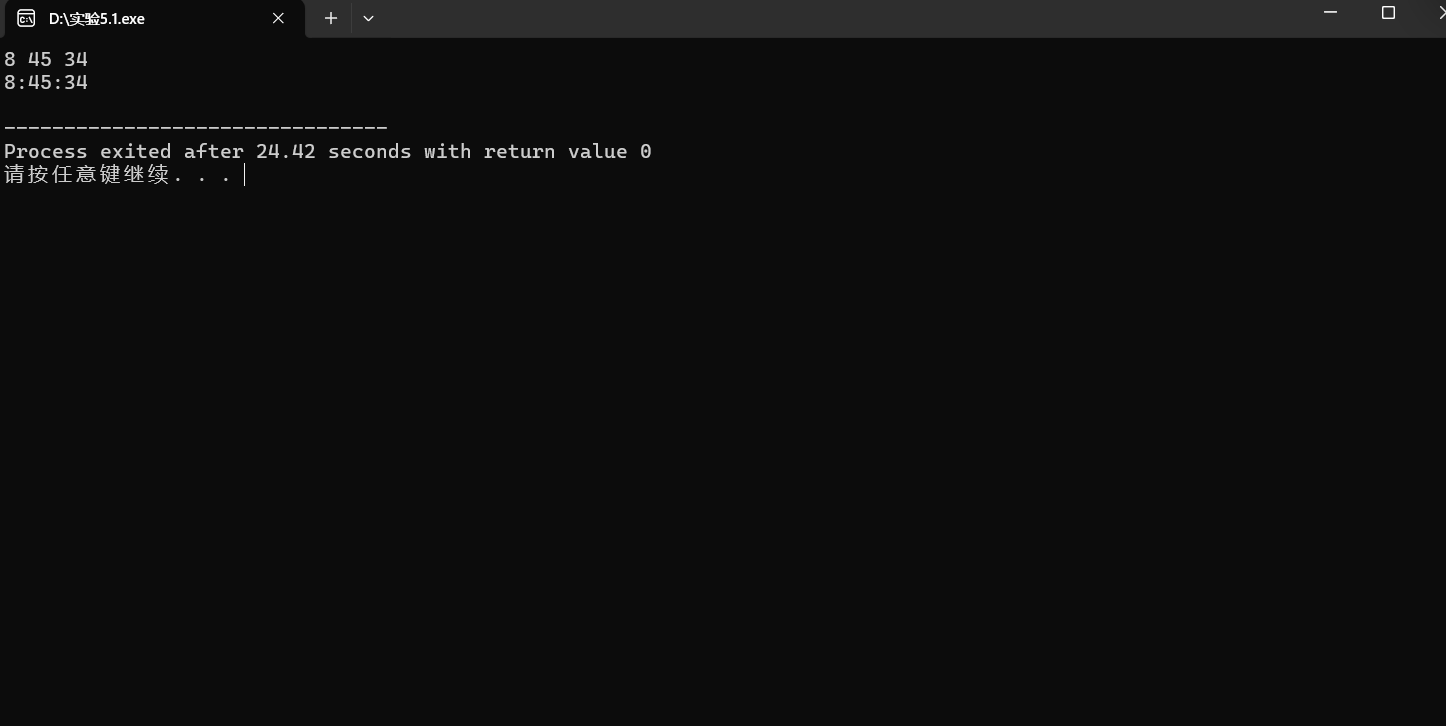 D:\实验5.1.exe
8 45 34
8:45:34
--------------------------------
Process exited after 24.42 seconds with return value 0
请按任意键继续. . .